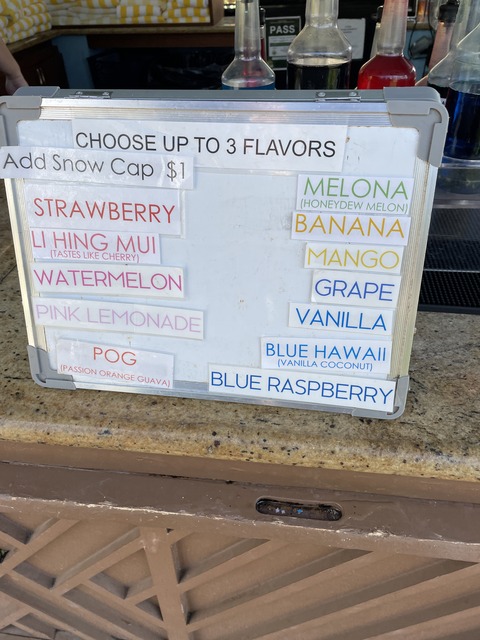 PASS
CHOOSE UP TO 3 FLAVORS
Add Snow Cap $1
STRAWBERRY
LI HING MUI
(TASTES LIKE CHERRY)
WATERMELON
PINK LEMONADE
POG
(PASSION ORANGE GUAVA)
MELONA
(HONEYDEW MELON)
BANANA
MANGO
GRAPE
VANILLA
BLUE HAWAII
(VANILLA COCONUT)
BLUE RASPBERRY